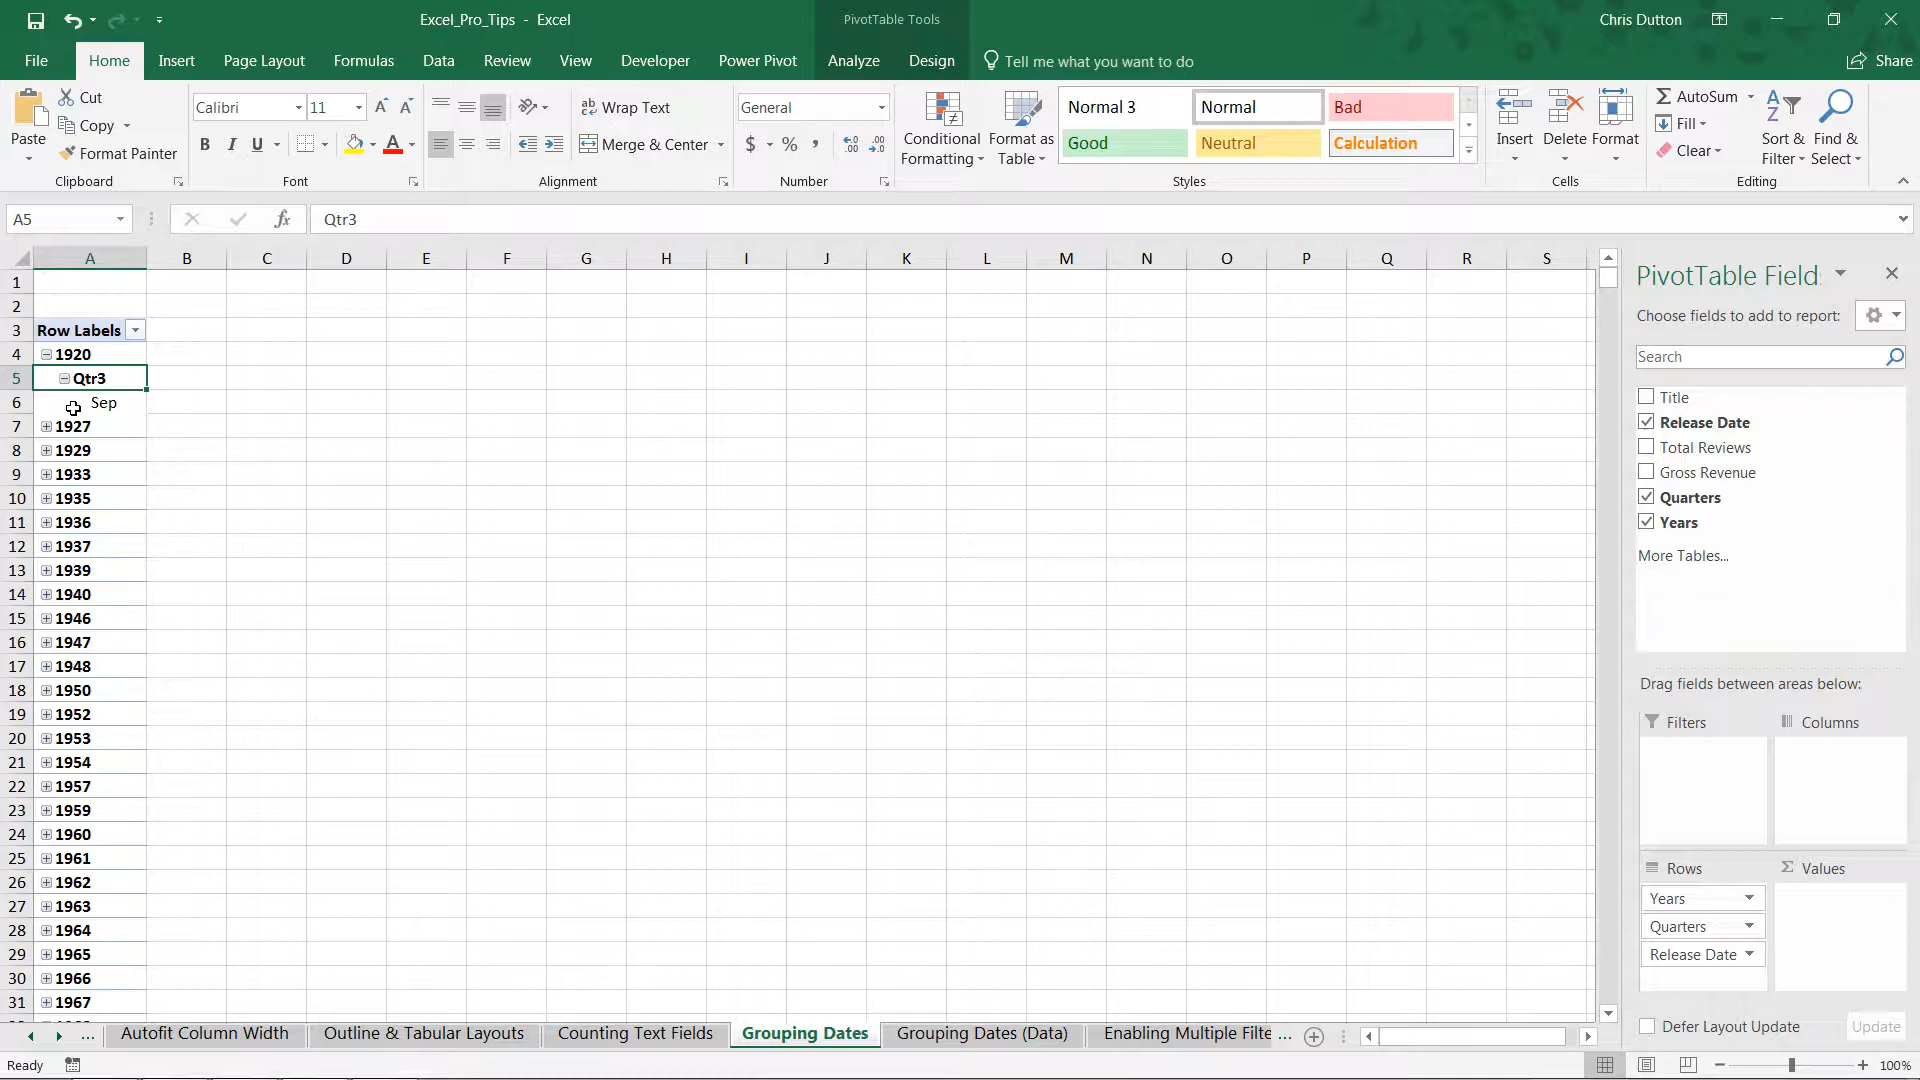 Excel_Pro_Tips - Excel
PivotTable Tools
Chris Dutton
File Home Insert Page Layout Formulas Data Review View Developer Power Pivot Analyze Design Tell me what you want to do Share
Paste
Cut
Copy
Format Painter
Clipboard
Calibri 11
B I U A
Font
Wrap Text
Merge & Center
Alignment
General
$ % ,
Number
Conditional Formatting
Format as Table
Normal 3 Normal Bad
Good Neutral Calculation
Styles
Insert Delete Format
Cells
AutoSum
Fill
Clear
Sort & Filter
Find & Select
Editing
A5 fx Qtr3
A B C D E F G H I J K L M N O P Q R S
1
2
3 Row Labels
4 1920
5 Qtr3
6 Sep
7 1927
8 1929
9 1933
10 1935
11 1936
12 1937
13 1939
14 1940
15 1946
16 1947
17 1948
18 1950
19 1952
20 1953
21 1954
22 1957
23 1959
24 1960
25 1961
26 1962
27 1963
28 1964
29 1965
30 1966
31 1967
PivotTable Field
Choose fields to add to report:
Search
Title
Release Date
Total Reviews
Gross Revenue
Quarters
Years
More Tables...
Drag fields between areas below:
Filters Columns
Rows Σ Values
Years
Quarters
Release Date
Defer Layout Update Update
... Autofit Column Width Outline & Tabular Layouts Counting Text Fields Grouping Dates Grouping Dates (Data) Enabling Multiple Filte ...
Ready 100%